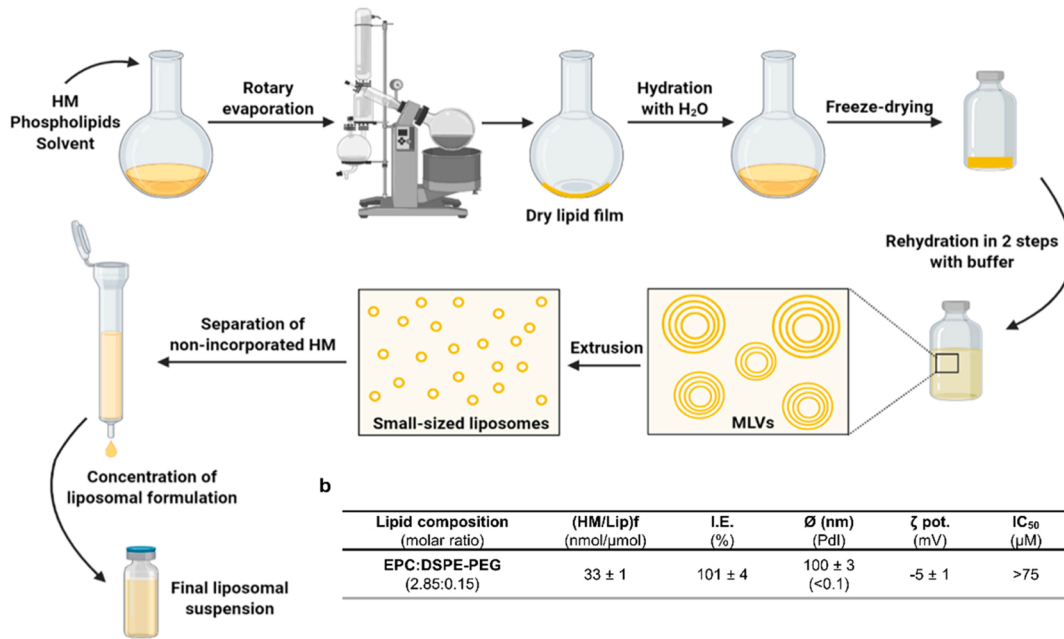 HM
Phospholipids
Solvent
Rotary
evaporation
Dry lipid film
Hydration
with H₂O
Freeze-drying
Rehydration in 2 steps
with buffer
MLVs
Extrusion
Small-sized liposomes
Separation of
non-incorporated HM
Concentration of
liposomal formulation
Final liposomal
suspension
b
Lipid composition (HM/Lip)f I.E. Ø (nm) ζ pot. IC₅₀
(molar ratio) (nmol/μmol) (%) (PdI) (mV) (μM)
EPC:DSPE-PEG 33 ± 1 101 ± 4 100 ± 3 -5 ± 1 >75
(2.85:0.15) (<0.1)